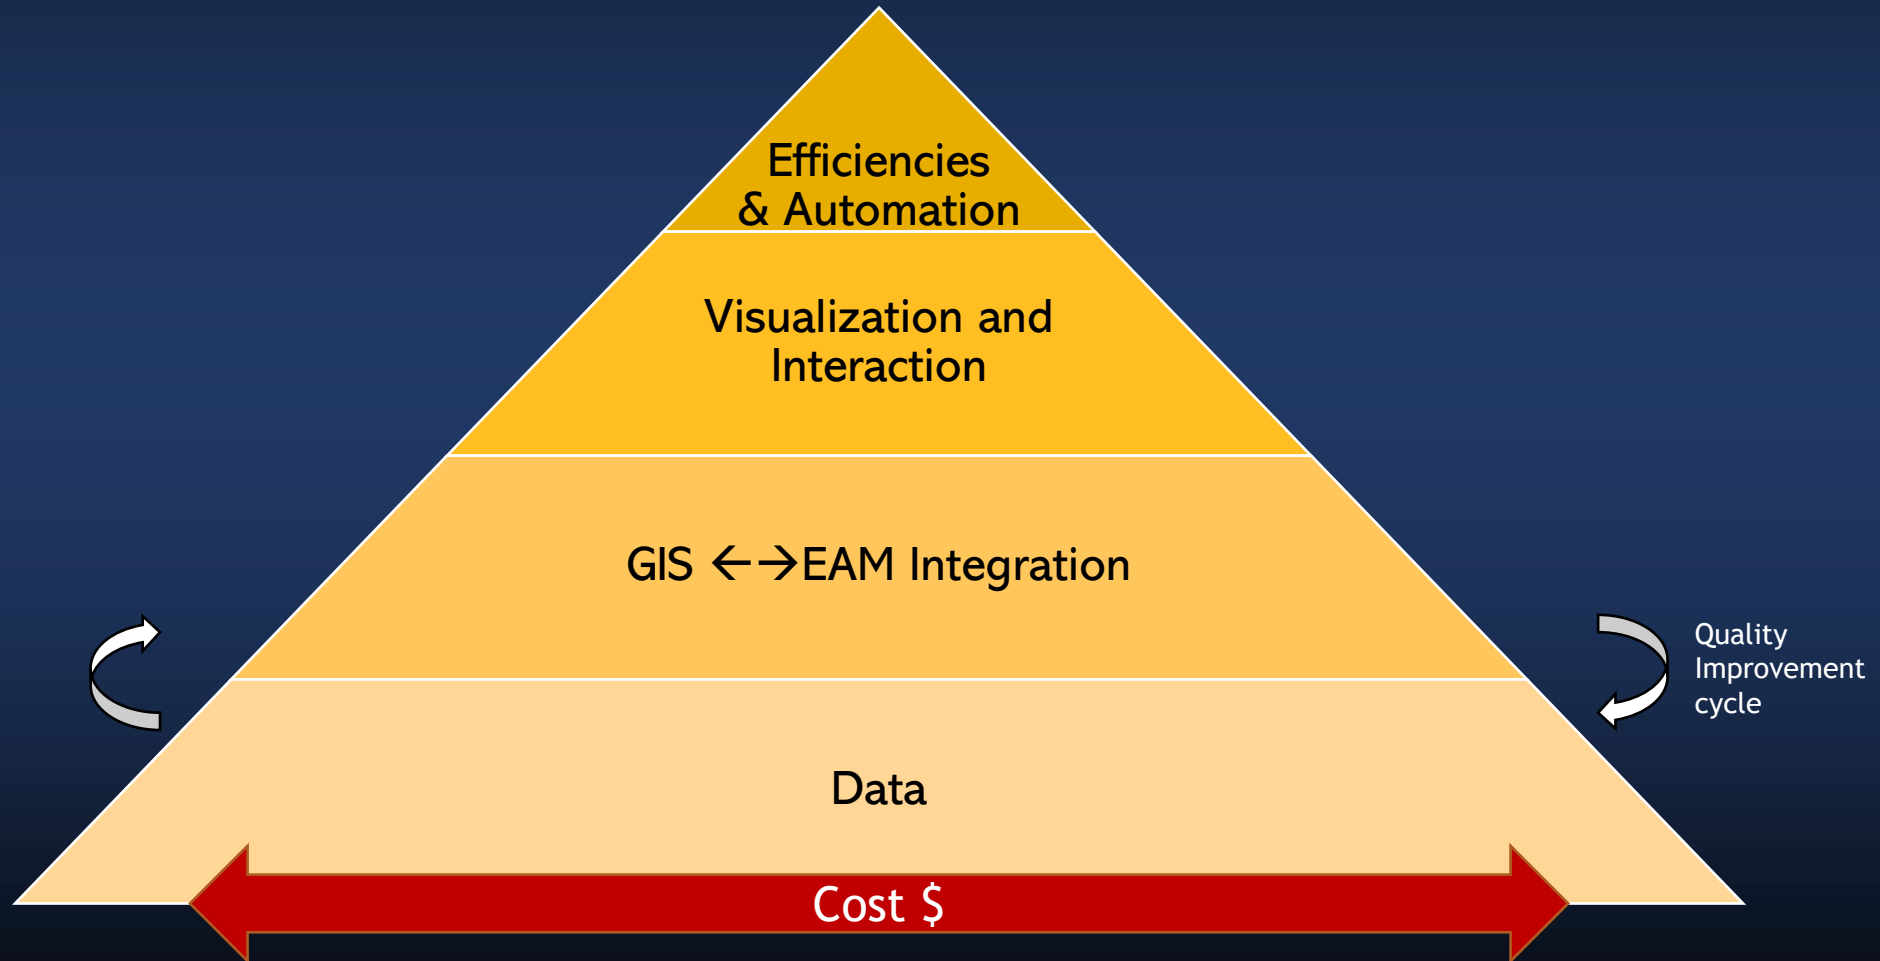 Efficiencies
& Automation
Visualization and
Interaction
GIS ←→EAM Integration
Quality
Improvement
cycle
Data
Cost $